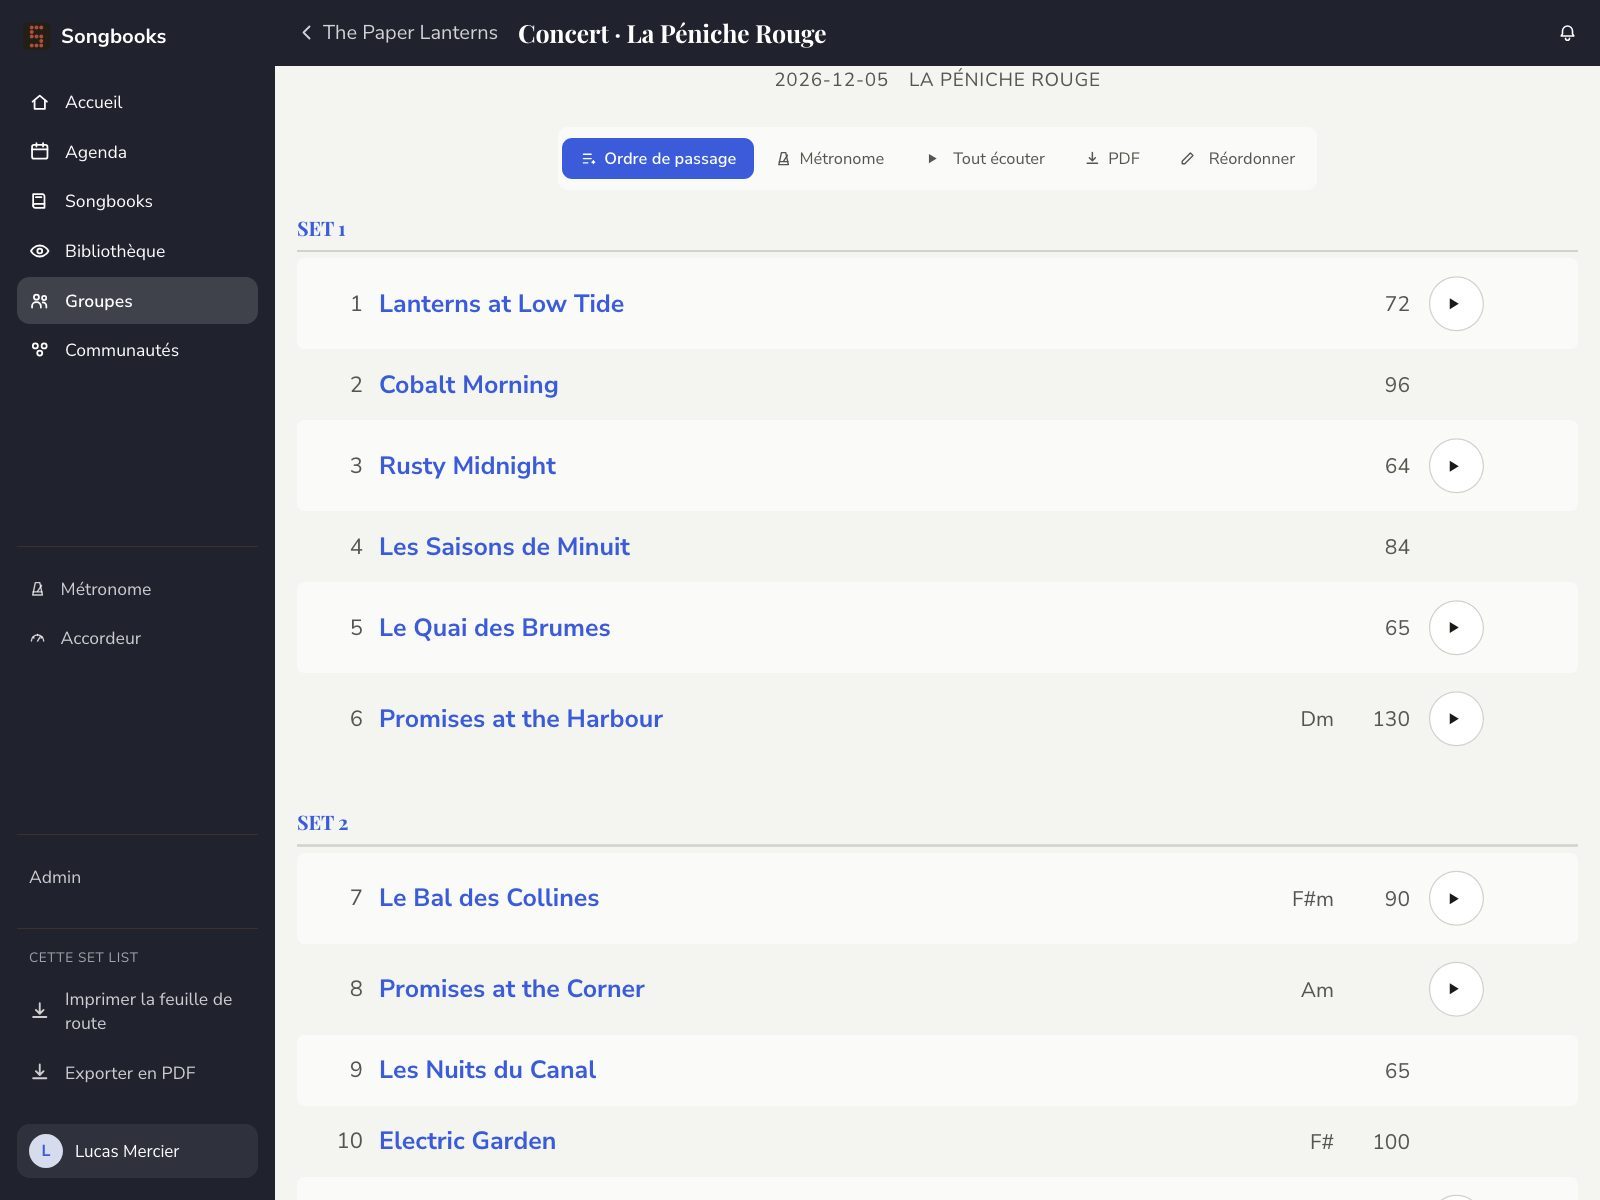 Songbooks
The Paper Lanterns Concert · La Péniche Rouge
Accueil
Agenda
Songbooks
Bibliothèque
Groupes
Communautés
Métronome
Accordeur
Admin
CETTE SET LIST
Imprimer la feuille de
route
Exporter en PDF
L Lucas Mercier
2026-12-05 LA PÉNICHE ROUGE
Ordre de passage Métronome Tout écouter PDF Réordonner
SET 1
1 Lanterns at Low Tide 72
2 Cobalt Morning 96
3 Rusty Midnight 64
4 Les Saisons de Minuit 84
5 Le Quai des Brumes 65
6 Promises at the Harbour Dm 130
SET 2
7 Le Bal des Collines F#m 90
8 Promises at the Corner Am
9 Les Nuits du Canal 65
10 Electric Garden F# 100